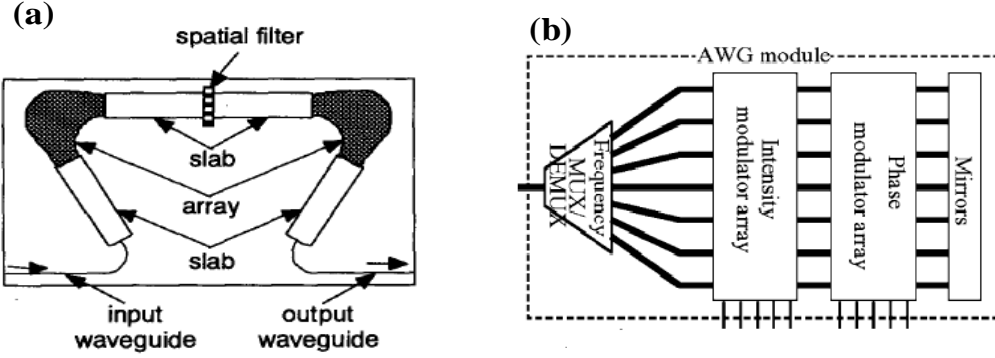 (a)
spatial filter
slab
array
slab
input
waveguide
output
waveguide
(b)
AWG module
Frequency
MUX/
DEMUX
Intensity
modulator array
Phase
modulator array
Mirrors